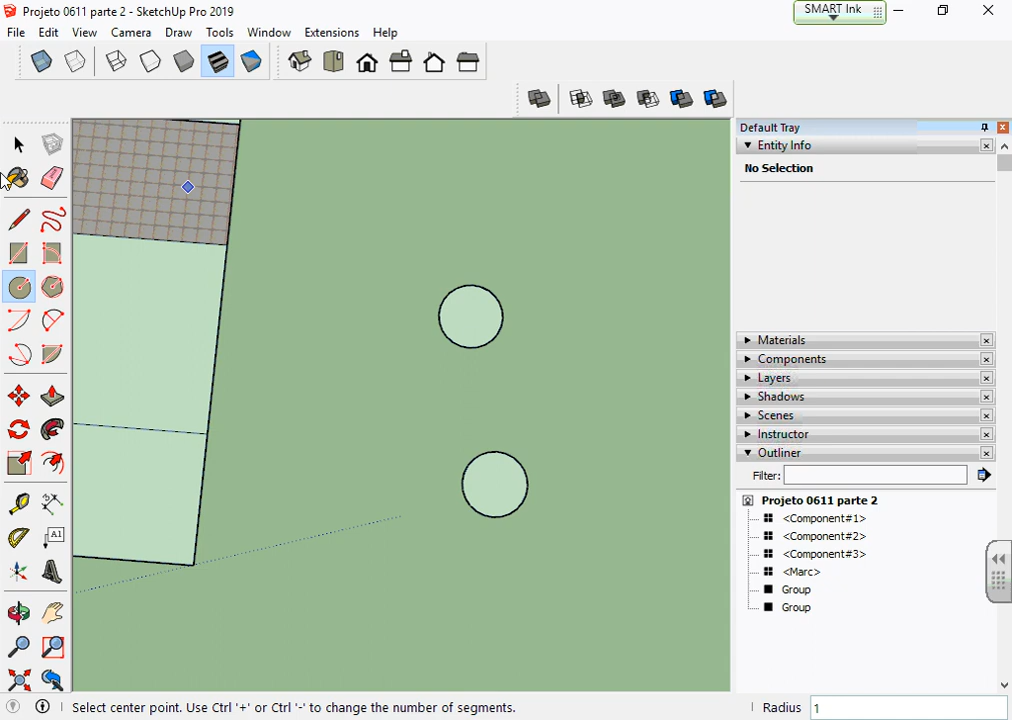 Projeto 0611 parte 2 - SketchUp Pro 2019
SMART Ink
File Edit View Camera Draw Tools Window Extensions Help
Default Tray
Entity Info
No Selection
Materials
Components
Layers
Shadows
Scenes
Instructor
Outliner
Filter:
Projeto 0611 parte 2
<Component#1>
<Component#2>
<Component#3>
<Marc>
Group
Group
A1
Select center point. Use Ctrl '+' or Ctrl '-' to change the number of segments.
Radius 1